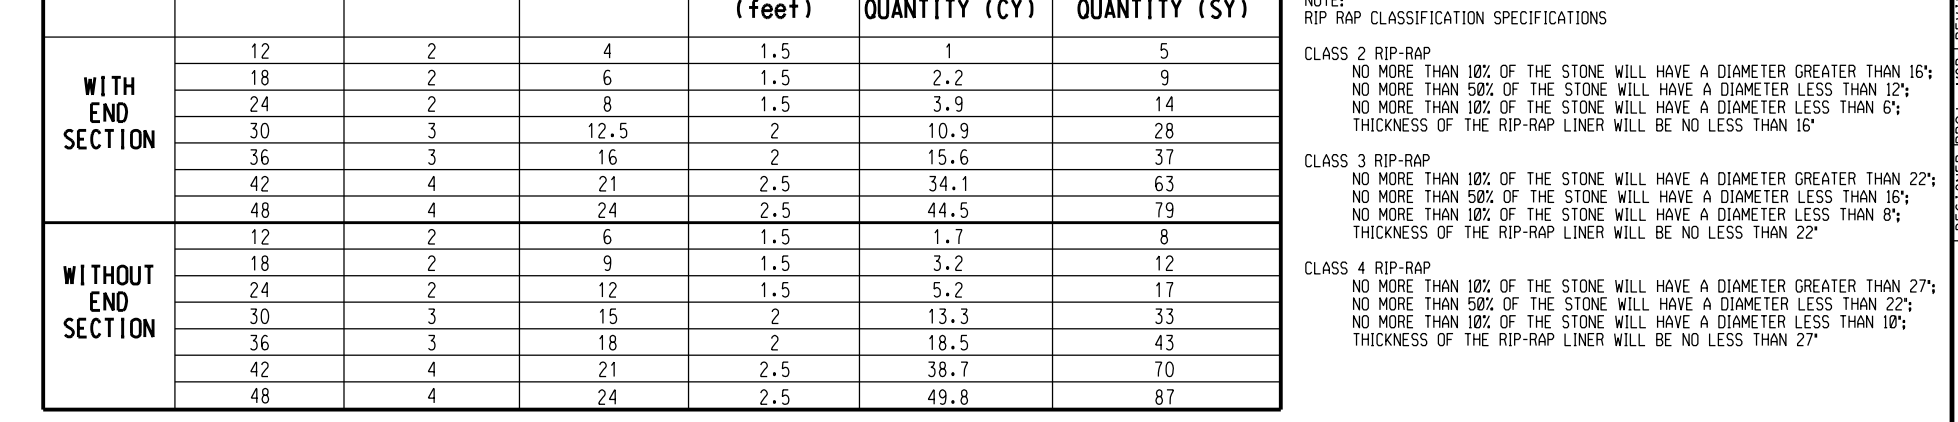 (feet) QUANTITY (CY) QUANTITY (SY)
WITH
END
SECTION
12 2 4 1.5 1 5
18 2 6 1.5 2.2 9
24 2 8 1.5 3.9 14
30 3 12.5 2 10.9 28
36 3 16 2 15.6 37
42 4 21 2.5 34.1 63
48 4 24 2.5 44.5 79
WITHOUT
END
SECTION
12 2 6 1.5 1.7 8
18 2 9 1.5 3.2 12
24 2 12 1.5 5.2 17
30 3 15 2 13.3 33
36 3 18 2 18.5 43
42 4 21 2.5 38.7 70
48 4 24 2.5 49.8 87
NOTE:
RIP RAP CLASSIFICATION SPECIFICATIONS
CLASS 2 RIP-RAP
NO MORE THAN 10% OF THE STONE WILL HAVE A DIAMETER GREATER THAN 16";
NO MORE THAN 50% OF THE STONE WILL HAVE A DIAMETER LESS THAN 12";
NO MORE THAN 10% OF THE STONE WILL HAVE A DIAMETER LESS THAN 6";
THICKNESS OF THE RIP-RAP LINER WILL BE NO LESS THAN 16"
CLASS 3 RIP-RAP
NO MORE THAN 10% OF THE STONE WILL HAVE A DIAMETER GREATER THAN 22";
NO MORE THAN 50% OF THE STONE WILL HAVE A DIAMETER LESS THAN 16";
NO MORE THAN 10% OF THE STONE WILL HAVE A DIAMETER LESS THAN 8";
THICKNESS OF THE RIP-RAP LINER WILL BE NO LESS THAN 22"
CLASS 4 RIP-RAP
NO MORE THAN 10% OF THE STONE WILL HAVE A DIAMETER GREATER THAN 27";
NO MORE THAN 50% OF THE STONE WILL HAVE A DIAMETER LESS THAN 22";
NO MORE THAN 10% OF THE STONE WILL HAVE A DIAMETER LESS THAN 10";
THICKNESS OF THE RIP-RAP LINER WILL BE NO LESS THAN 27"